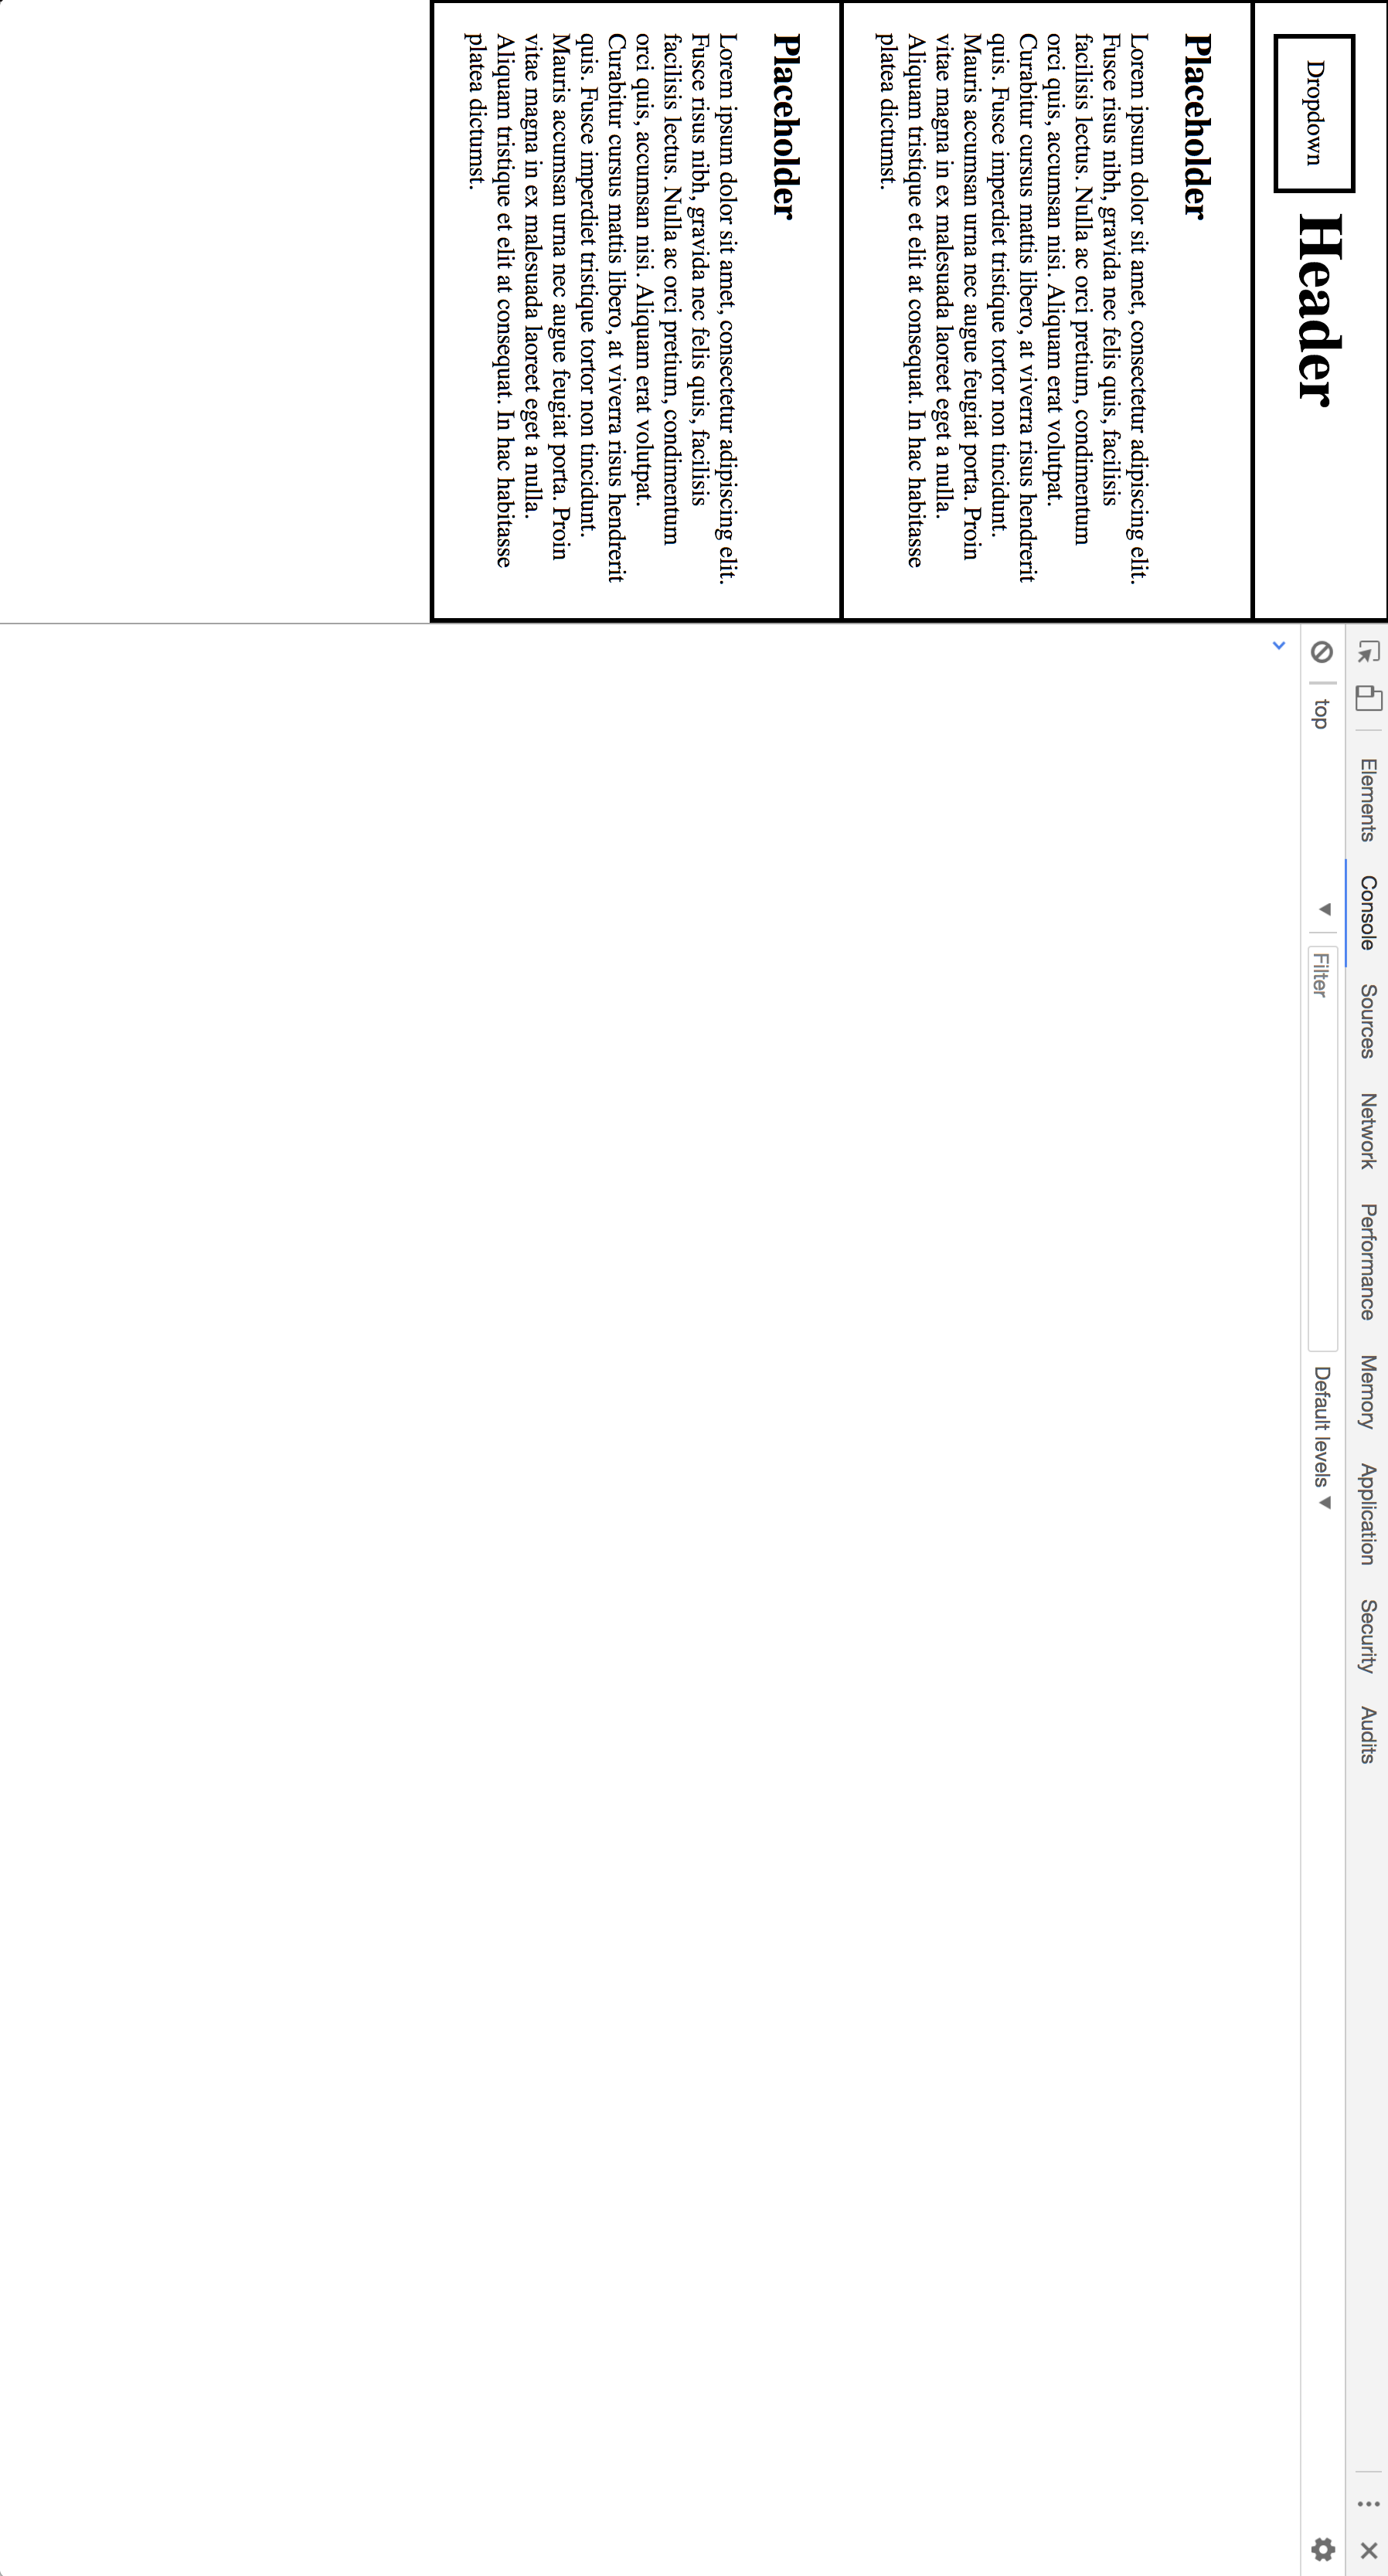 Dropdown
Header
Placeholder
Lorem ipsum dolor sit amet, consectetur adipiscing elit.
Fusce risus nibh, gravida nec felis quis, facilisis
facilisis lectus. Nulla ac orci pretium, condimentum
orci quis, accumsan nisi. Aliquam erat volutpat.
Curabitur cursus mattis libero, at viverra risus hendrerit
quis. Fusce imperdiet tristique tortor non tincidunt.
Mauris accumsan urna nec augue feugiat porta. Proin
vitae magna in ex malesuada laoreet eget a nulla.
Aliquam tristique et elit at consequat. In hac habitasse
platea dictumst.
Placeholder
Lorem ipsum dolor sit amet, consectetur adipiscing elit.
Fusce risus nibh, gravida nec felis quis, facilisis
facilisis lectus. Nulla ac orci pretium, condimentum
orci quis, accumsan nisi. Aliquam erat volutpat.
Curabitur cursus mattis libero, at viverra risus hendrerit
quis. Fusce imperdiet tristique tortor non tincidunt.
Mauris accumsan urna nec augue feugiat porta. Proin
vitae magna in ex malesuada laoreet eget a nulla.
Aliquam tristique et elit at consequat. In hac habitasse
platea dictumst.
Elements Console Sources Network Performance Memory Application Security Audits
top Filter Default levels